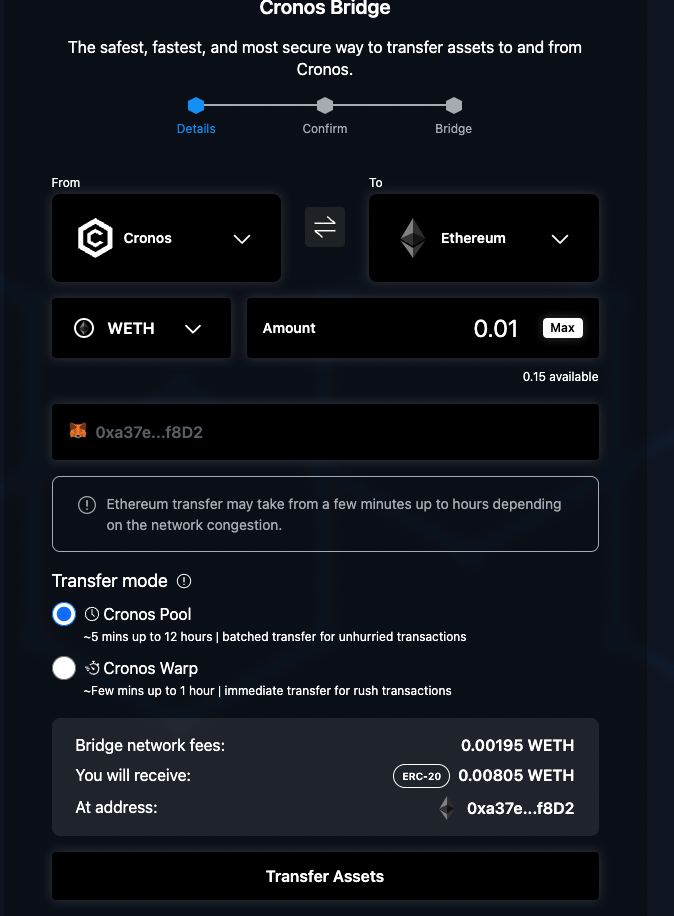 Cronos Bridge
The safest, fastest, and most secure way to transfer assets to and from
Cronos.
Details
Confirm
Bridge
From
To
Cronos
Ethereum
WETH
Amount
0.01
Max
0.15 available
0xa37e...f8D2
Ethereum transfer may take from a few minutes up to hours depending
on the network congestion.
Transfer mode
Cronos Pool
~5 mins up to 12 hours | batched transfer for unhurried transactions
Cronos Warp
~Few mins up to 1 hour | immediate transfer for rush transactions
Bridge network fees: 0.00195 WETH
You will receive: ERC-20 0.00805 WETH
At address: 0xa37e...f8D2
Transfer Assets